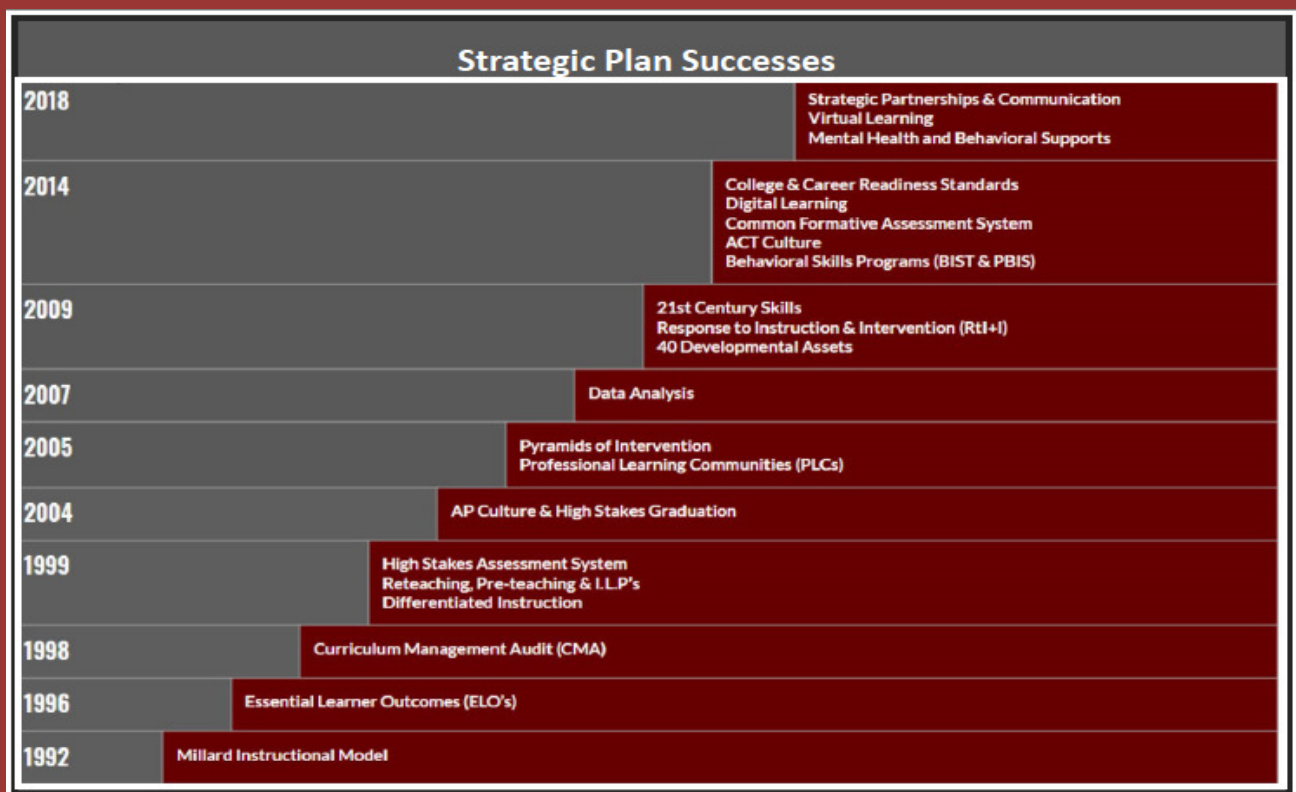 Strategic Plan Successes
2018
Strategic Partnerships & Communication
Virtual Learning
Mental Health and Behavioral Supports
2014
College & Career Readiness Standards
Digital Learning
Common Formative Assessment System
ACT Culture
Behavioral Skills Programs (BIST & PBIS)
2009
21st Century Skills
Response to Instruction & Intervention (RtI+I)
40 Developmental Assets
2007
Data Analysis
2005
Pyramids of Intervention
Professional Learning Communities (PLCs)
2004
AP Culture & High Stakes Graduation
1999
High Stakes Assessment System
Reteaching, Pre-teaching & I.L.P's
Differentiated Instruction
1998
Curriculum Management Audit (CMA)
1996
Essential Learner Outcomes (ELO's)
1992
Millard Instructional Model